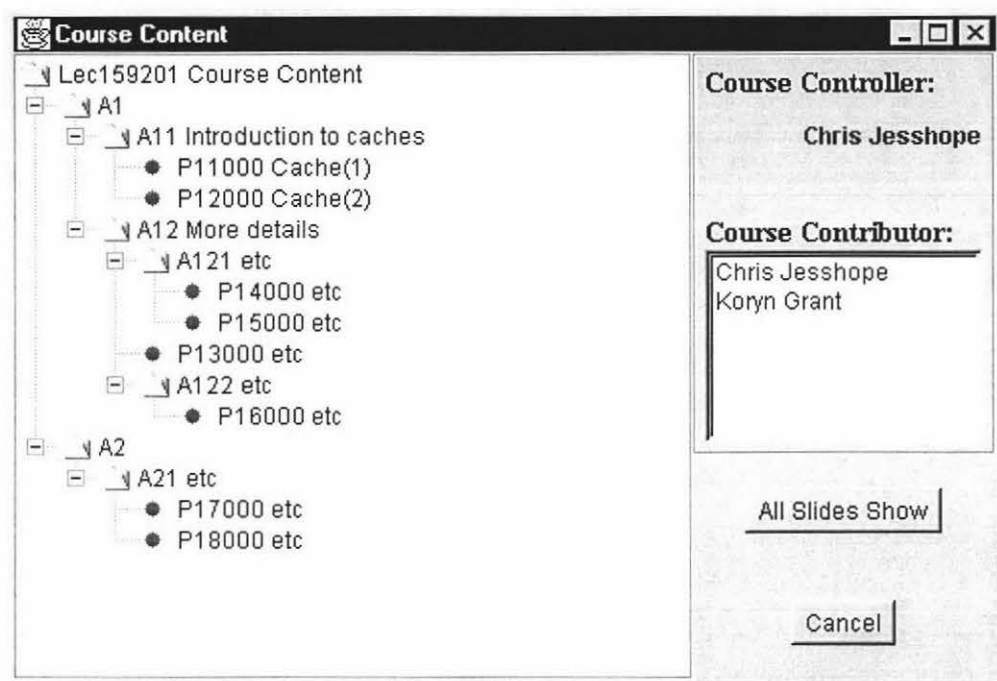 Course Content
Lec159201 Course Content
A1
A11 Introduction to caches
P11000 Cache(1)
P12000 Cache(2)
A12 More details
A121 etc
P14000 etc
P15000 etc
P13000 etc
A122 etc
P16000 etc
A2
A21 etc
P17000 etc
P18000 etc
Course Controller:
Chris Jesshope
Course Contributor:
Chris Jesshope
Koryn Grant
All Slides Show
Cancel